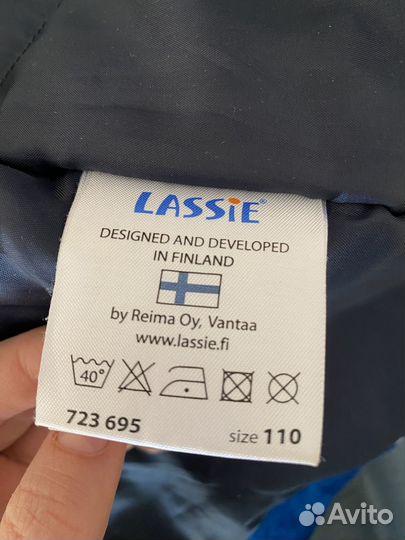 LASSiE®
DESIGNED AND DEVELOPED
IN FINLAND
by Reima Oy, Vantaa
www.lassie.fi
40°
723 695
size 110
Avito